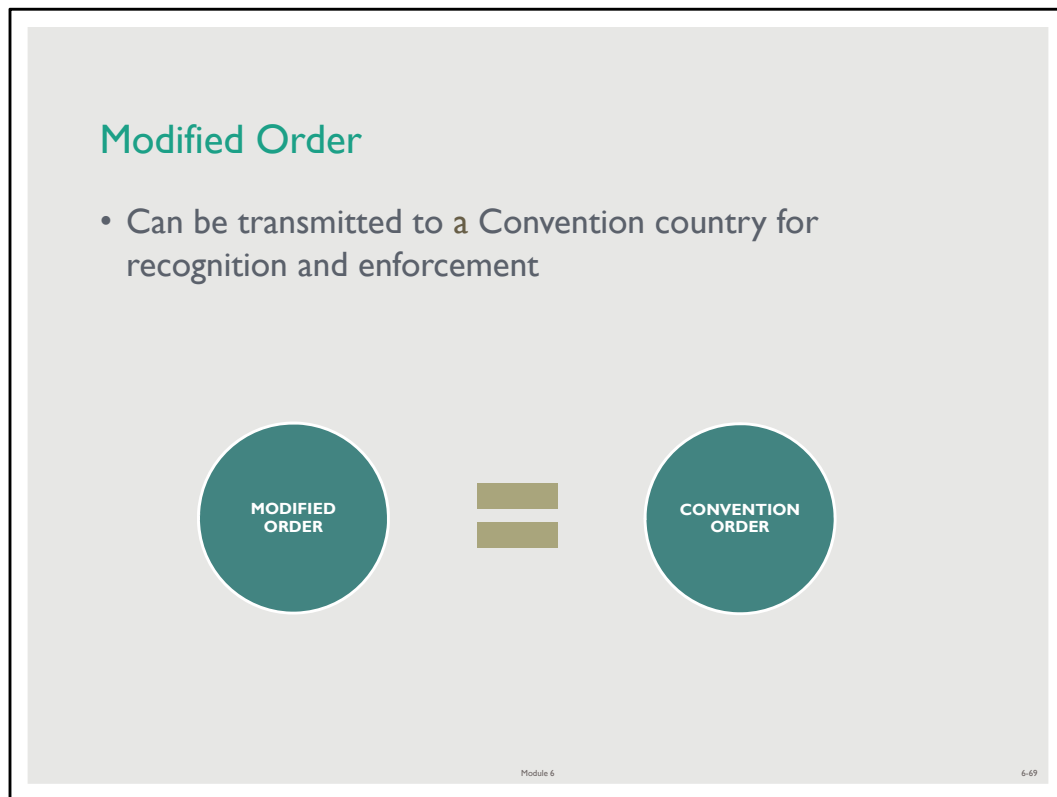 Modified Order
• Can be transmitted to a Convention country for
recognition and enforcement
MODIFIED
ORDER
CONVENTION
ORDER
Module 6
6-69